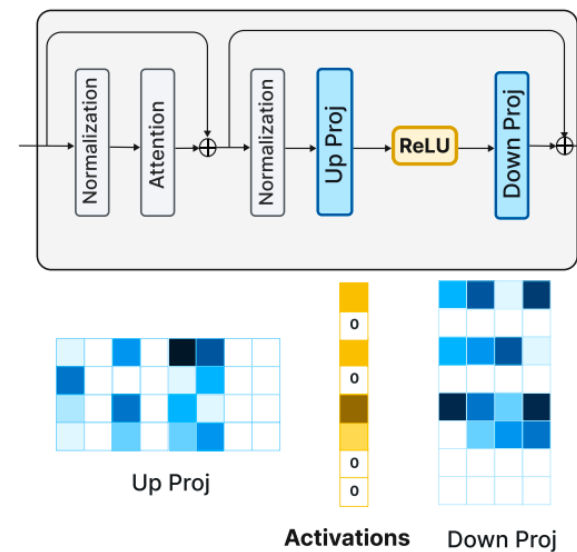 Normalization
Attention
Normalization
Up Proj
ReLU
Down Proj
0
0
0
0
Up Proj
Activations
Down Proj